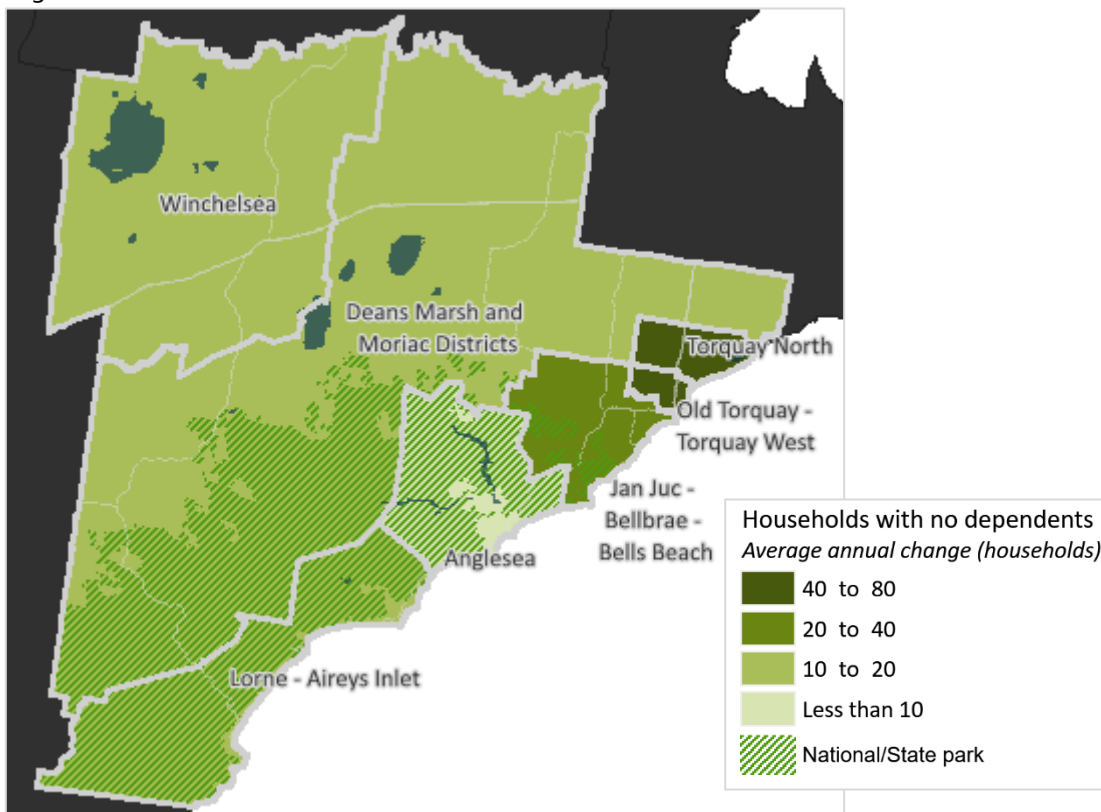 Winchelsea
Deans Marsh and
Moriac Districts
Torquay North
Old Torquay -
Torquay West
Jan Juc -
Bellbrae -
Bells Beach
Anglesea
Lorne - Aireys Inlet
Households with no dependents
Average annual change (households)
40 to 80
20 to 40
10 to 20
Less than 10
National/State park